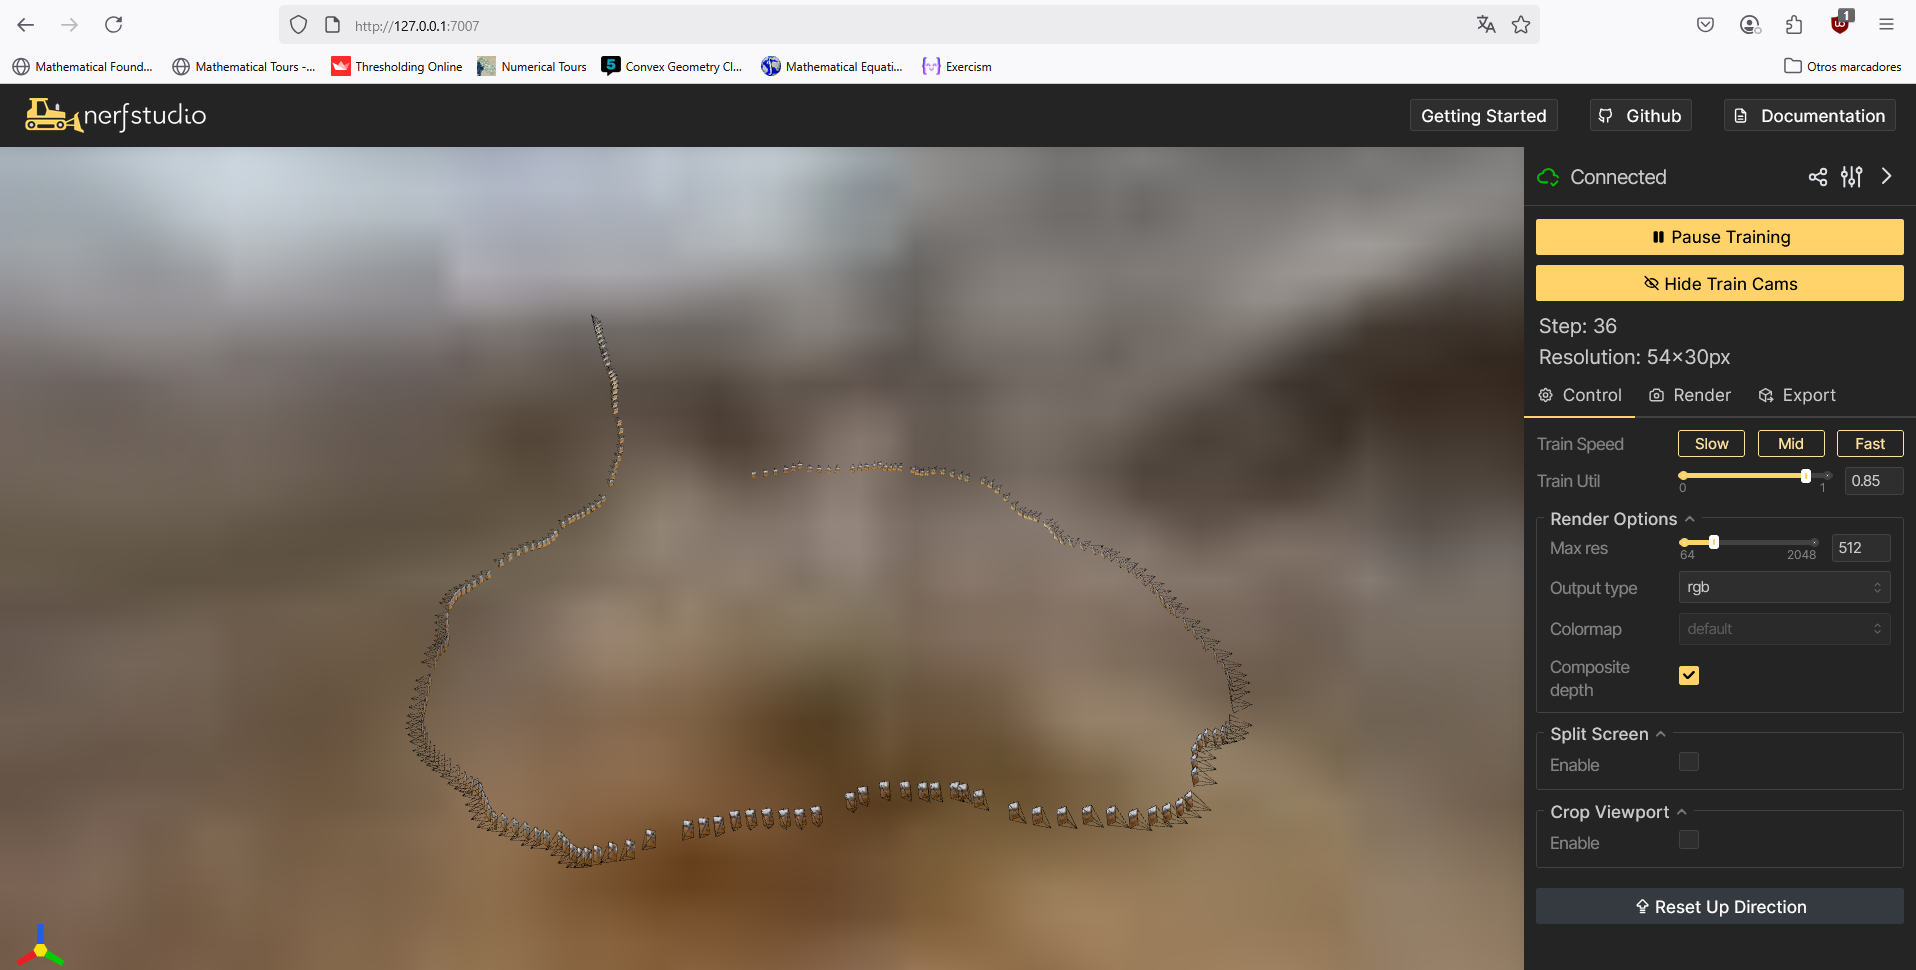 http://127.0.0.1:7007
1
Mathematical Found...
Mathematical Tours -...
Thresholding Online
Numerical Tours
5
Convex Geometry Cl...
Mathematical Equati...
Exercism
Otros marcadores
nerfstudio
Getting Started
Github
Documentation
Connected
Pause Training
Hide Train Cams
Step: 36
Resolution: 54×30px
Control
Render
Export
Train Speed
Slow
Mid
Fast
Train Util
0
1
0.85
Render Options
Max res
64
2048
512
Output type
rgb
Colormap
default
Composite
depth
Split Screen
Enable
Crop Viewport
Enable
Reset Up Direction